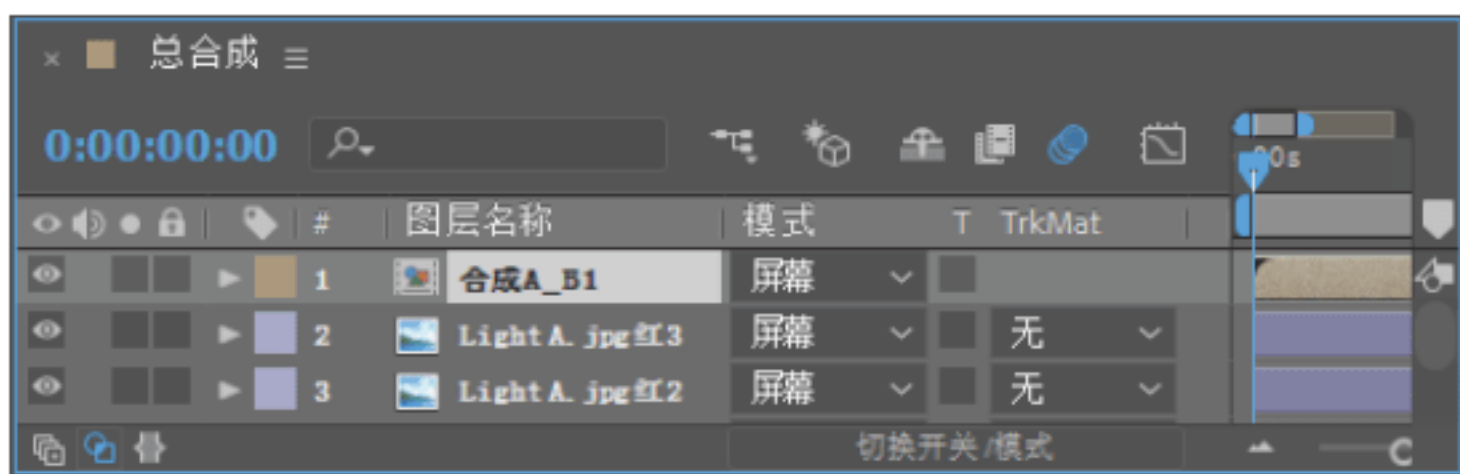 总合成
0:00:00:00
00s
# 图层名称 模式 T TrkMat
1 合成A_B1 屏幕
2 Light A.jpg红3 屏幕 无
3 Light A.jpg红2 屏幕 无
切换开关/模式